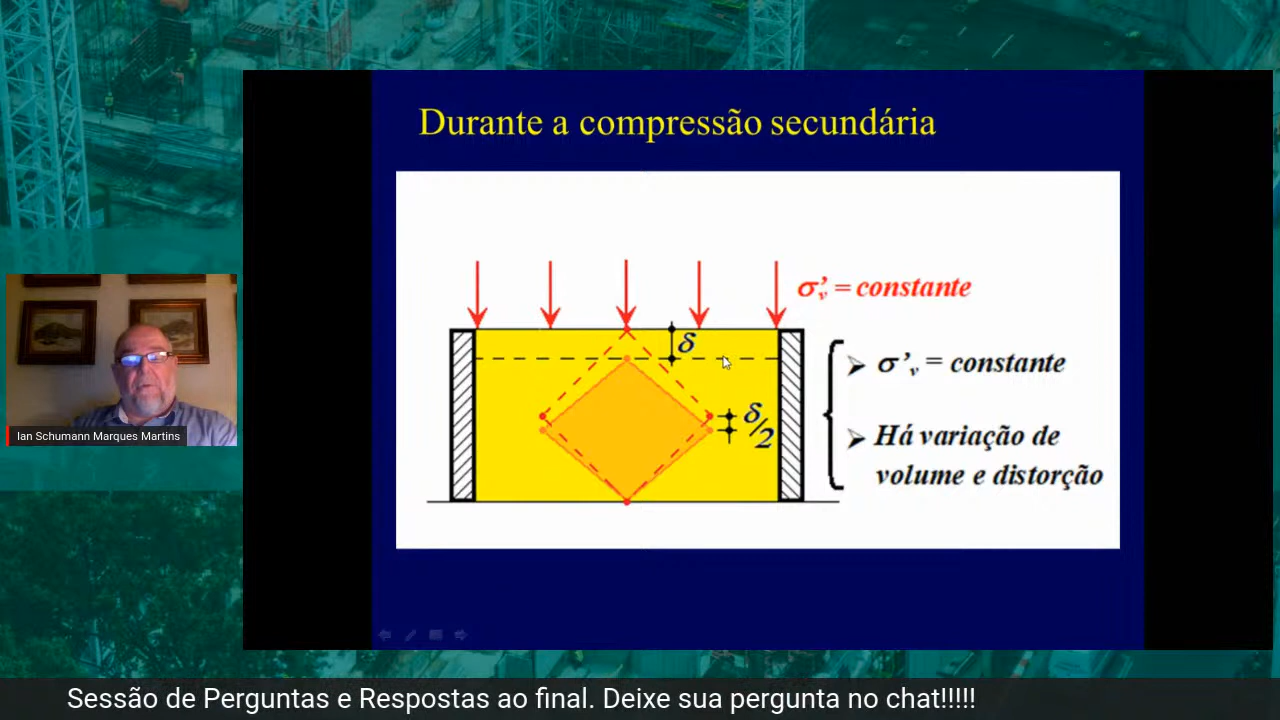 Durante a compressão secundária
σ'v = constante
δ
➢ σ'v = constante
δ/2
➢ Há variação de
volume e distorção
Ian Schumann Marques Martins
Sessão de Perguntas e Respostas ao final. Deixe sua pergunta no chat!!!!!